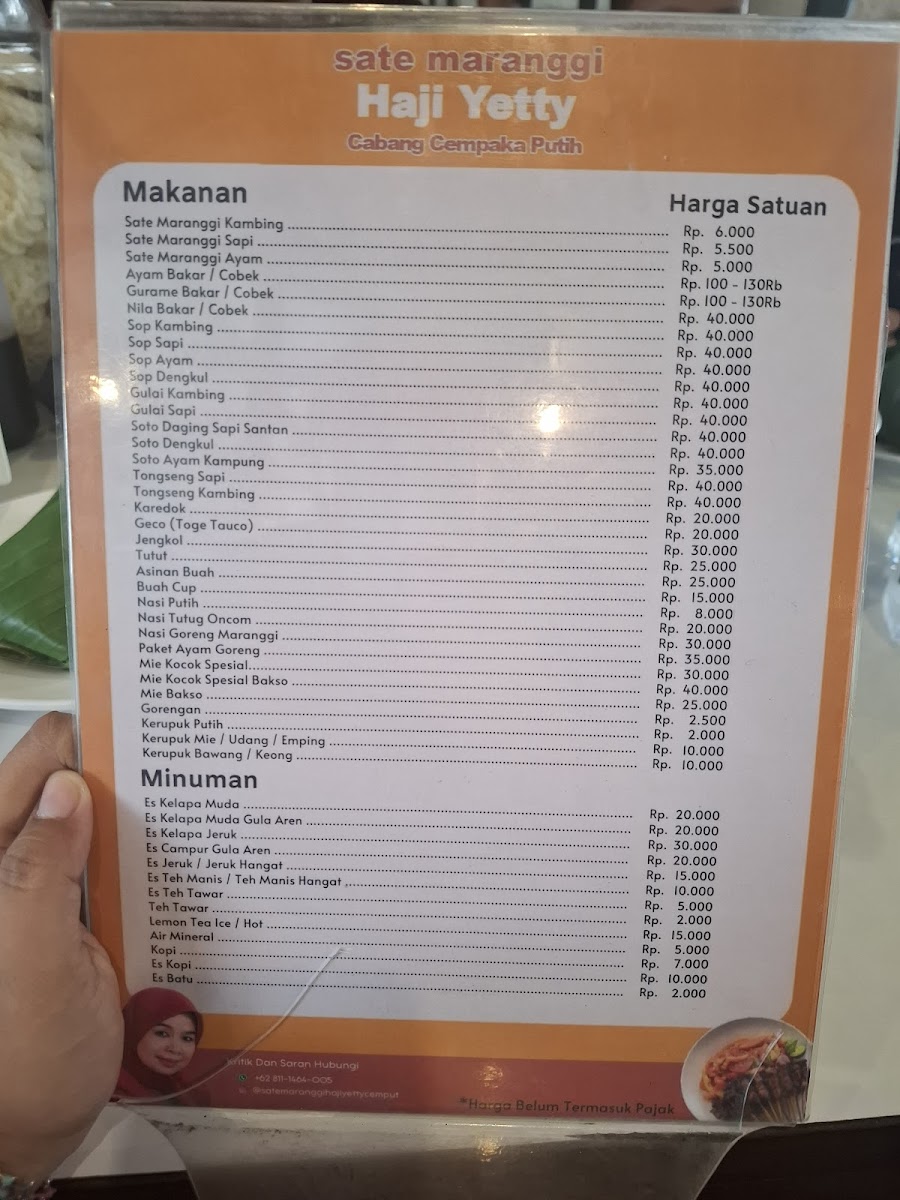 sate maranggi
Haji Yetty
Cabang Cempaka Putih
Makanan Harga Satuan
Sate Maranggi Kambing Rp. 6.000
Sate Maranggi Sapi Rp. 5.500
Sate Maranggi Ayam Rp. 5.000
Ayam Bakar / Cobek Rp. 100 - 130Rb
Gurame Bakar / Cobek Rp. 100 - 130Rb
Nila Bakar / Cobek Rp. 40.000
Sop Kambing Rp. 40.000
Sop Sapi Rp. 40.000
Sop Ayam Rp. 40.000
Sop Dengkul Rp. 40.000
Gulai Kambing Rp. 40.000
Gulai Sapi Rp. 40.000
Soto Daging Sapi Santan Rp. 40.000
Soto Dengkul Rp. 40.000
Soto Ayam Kampung Rp. 35.000
Tongseng Sapi Rp. 40.000
Tongseng Kambing Rp. 40.000
Karedok Rp. 20.000
Geco (Toge Tauco) Rp. 20.000
Jengkol Rp. 30.000
Tutut Rp. 25.000
Asinan Buah Rp. 25.000
Buah Cup Rp. 15.000
Nasi Putih Rp. 8.000
Nasi Tutug Oncom Rp. 20.000
Nasi Goreng Maranggi Rp. 30.000
Paket Ayam Goreng Rp. 35.000
Mie Kocok Spesial Rp. 30.000
Mie Kocok Spesial Bakso Rp. 40.000
Mie Bakso Rp. 25.000
Gorengan Rp. 2.500
Kerupuk Putih Rp. 2.000
Kerupuk Mie / Udang / Emping Rp. 10.000
Kerupuk Bawang / Keong Rp. 10.000
Minuman
Es Kelapa Muda Rp. 20.000
Es Kelapa Muda Gula Aren Rp. 20.000
Es Kelapa Jeruk Rp. 30.000
Es Campur Gula Aren Rp. 20.000
Es Jeruk / Jeruk Hangat Rp. 15.000
Es Teh Manis / Teh Manis Hangat Rp. 10.000
Es Teh Tawar Rp. 5.000
Teh Tawar Rp. 2.000
Lemon Tea Ice / Hot Rp. 15.000
Air Mineral Rp. 5.000
Kopi Rp. 7.000
Es Kopi Rp. 10.000
Es Batu Rp. 2.000
Kritik Dan Saran Hubungi
+62 811-1464-005
@satemaranggihajiyettycemput
*Harga Belum Termasuk Pajak